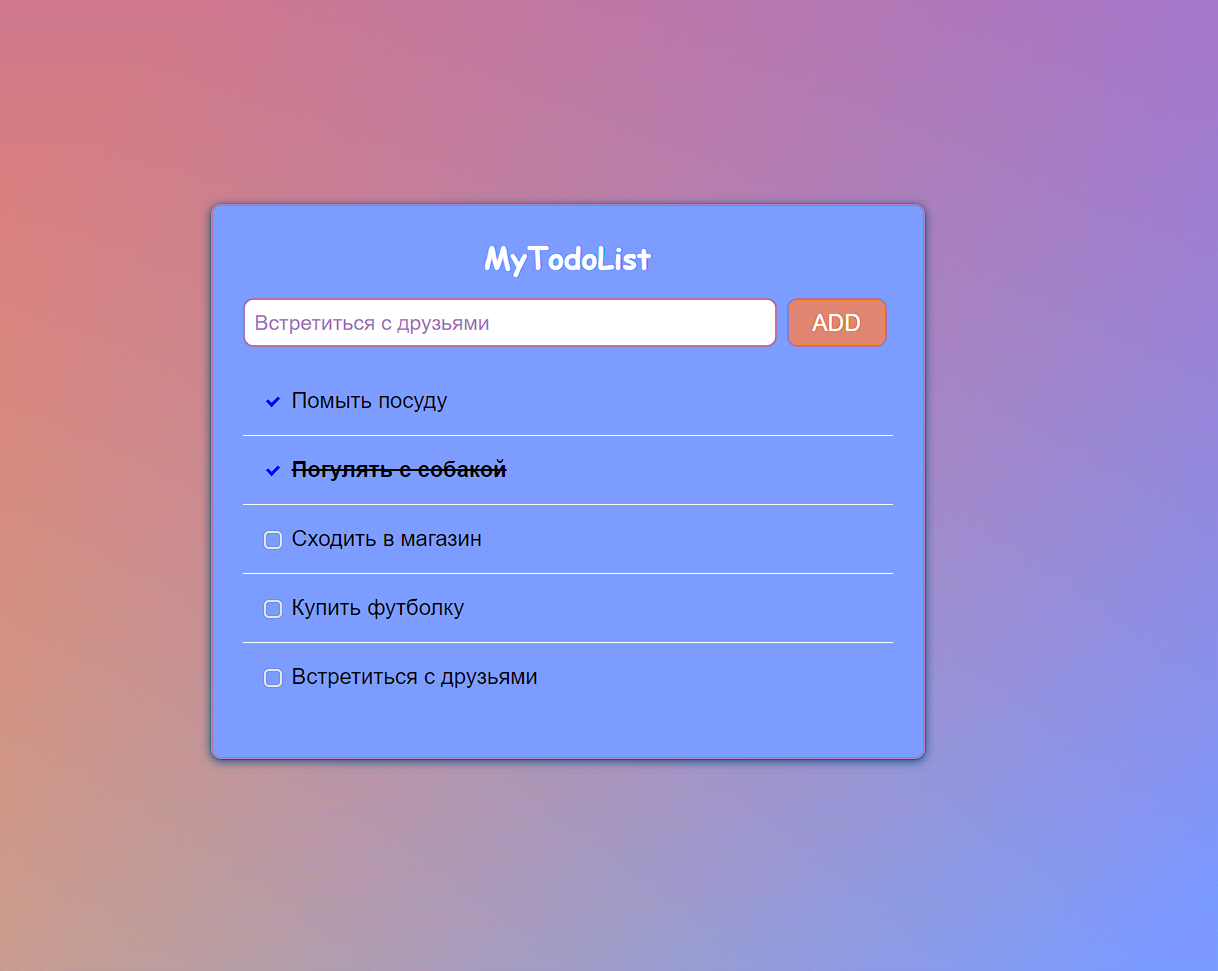 MyTodoList
Встретиться с друзьями
ADD
Помыть посуду
Погулять с собакой
Сходить в магазин
Купить футболку
Встретиться с друзьями